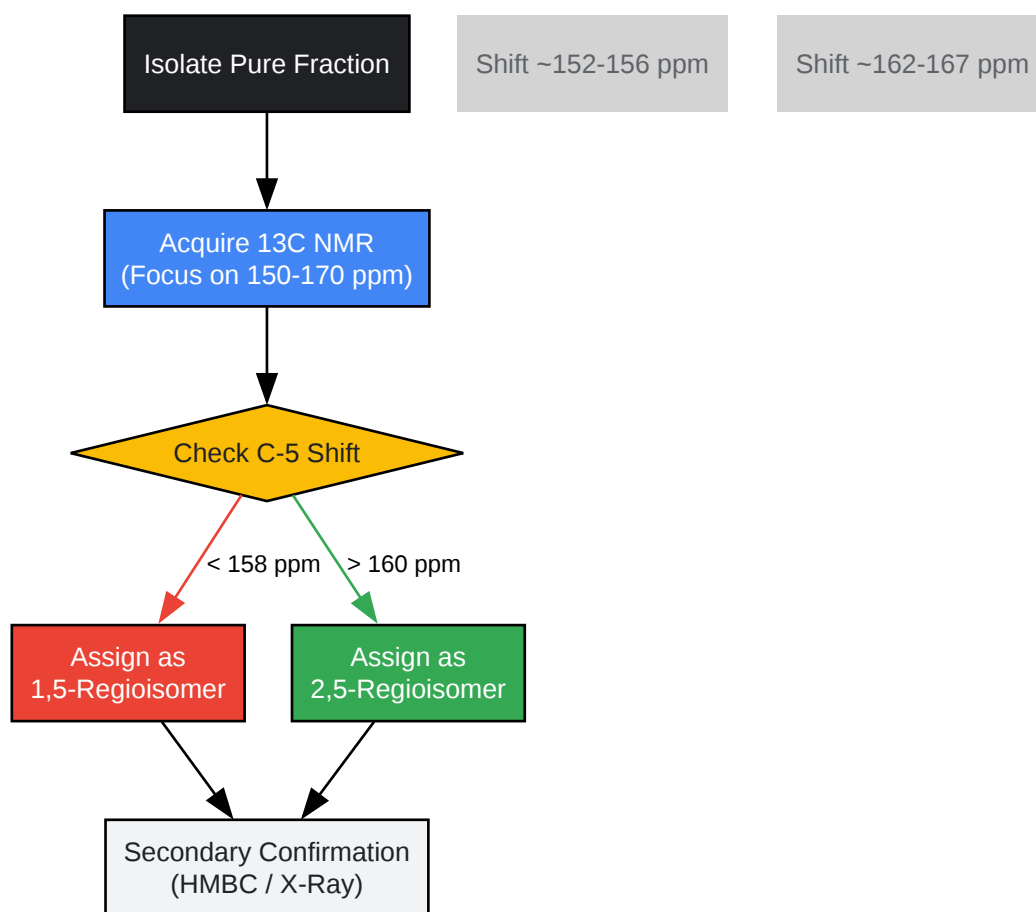 Isolate Pure Fraction
Shift ~152-156 ppm
Shift ~162-167 ppm
Acquire 13C NMR
(Focus on 150-170 ppm)
Check C-5 Shift
< 158 ppm
> 160 ppm
Assign as
1,5-Regioisomer
Assign as
2,5-Regioisomer
Secondary Confirmation
(HMBC / X-Ray)